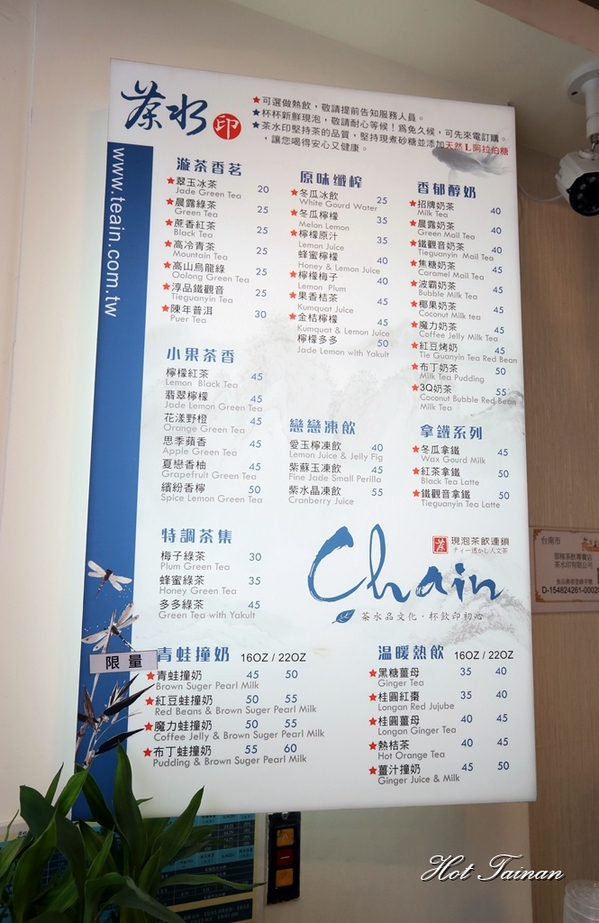 茶水 印
★可選做熱飲，敬請提前告知服務人員。
★杯杯新鮮現泡，敬請耐心等候！爲免久候，可先來電訂購。
★茶水印堅持茶的品質，堅持現煮砂糖並添加天然L阿拉伯糖
，讓您喝得安心又健康。
www.teain.com.tw
漩茶香茗
★翠玉冰茶 20
Jade Green Tea
★晨露綠茶 25
Green Tea
★蔗香紅茶 25
Black Tea
★高冷青茶 25
Mountain Tea
★高山烏龍綠 25
Oolong Green Tea
★淳品鐵觀音 25
Tieguanyin Tea
★陳年普洱 30
Puer Tea
小果茶香
檸檬紅茶 45
Lemon Black Tea
翡翠檸檬 45
Jade Lemon Green Tea
花漾野橙 45
Orange Green Tea
思季蘋香 45
Apple Green Tea
夏戀香柚 45
Grapefruit Green Tea
繽紛香檸 50
Spice Lemon Green Tea
特調茶集
梅子綠茶 30
Plum Green Tea
蜂蜜綠茶 35
Honey Green Tea
多多綠茶 45
Green Tea with Yakult
原味纖榨
★冬瓜冰飲 25
White Gourd Water
★冬瓜檸檬 35
Melon Lemon
★檸檬原汁 35
Lemon Juice
蜂蜜檸檬 40
Honey & Lemon Juice
★檸檬梅子 40
Lemon Plum
★果香桔茶 45
Kumquat Juice
★金桔檸檬 45
Kumquat & Lemon Juice
檸檬多多 50
Jade Lemon with Yakult
戀戀凍飲
愛玉檸凍飲 40
Lemon Juice & Jelly Fig
紫蘇玉凍飲 45
Fine Jade Small Perilla
紫水晶凍飲 55
Cranberry Juice
香郁醇奶
★招牌奶茶 40
Milk Tea
★晨露奶茶 40
Green Mail Tea
★鐵觀音奶茶 40
Tieguanyin Mail Tea
★焦糖奶茶 45
Caramel Mail Tea
★波霸奶茶 45
Bubble Milk Tea
★椰果奶茶 45
Coconut Milk tea
★魔力奶茶 45
Coffee Jelly Milk Tea
★紅豆烤奶 45
Tie Guanyin Tea Red Bean
★布丁奶茶 50
Milk Tea Pudding
★3Q奶茶 55
Coconut Bubble Red Bean
Milk Tea
拿鐵系列
★冬瓜拿鐵 45
Wax Gourd Milk
★紅茶拿鐵 50
Black Tea Latte
★鐵觀音拿鐵 50
Tieguanyin Tea Latte
茶 現泡茶飲連鎖
Chain
茶水品文化．杯飲印初心
限量
青蛙撞奶 16OZ / 22OZ
★青蛙撞奶 45 50
Brown Suger Pearl Milk
★紅豆蛙撞奶 50 55
Red Beans & Brown Suger Pearl Milk
★魔力蛙撞奶 50 55
Coffee Jelly & Brown Sugar Pearl Milk
★布丁蛙撞奶 55 60
Pudding & Brown Sugar Pearl Milk
温暖熱飲 16OZ / 22OZ
★黑糖薑母 35 40
Ginger Tea
★桂圓紅棗 35 40
Longan Red Jujube
★桂圓薑母 40 45
Longan Ginger Tea
★熱桔茶 40 45
Hot Orange Tea
★薑汁撞奶 45 50
Ginger Juice & Milk
台南市
茶水印有限公司
Hot Tainan